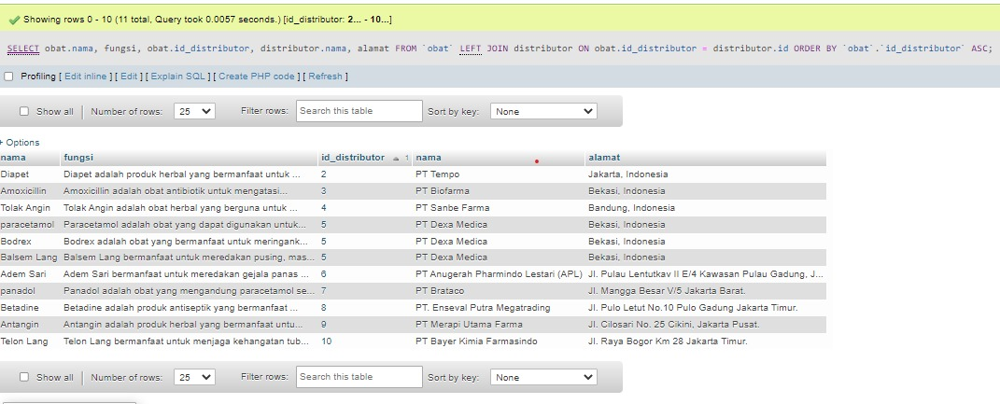 Showing rows 0 - 10 (11 total, Query took 0.0057 seconds.) [id_distributor: 2... - 10...]
SELECT obat.nama, fungsi, obat.id_distributor, distributor.nama, alamat FROM `obat` LEFT JOIN distributor ON obat.id_distributor = distributor.id ORDER BY `obat`.`id_distributor` ASC;
Profiling [ Edit inline ] [ Edit ] [ Explain SQL ] [ Create PHP code ] [ Refresh ]
Show all | Number of rows: 25 Filter rows: Search this table Sort by key: None
+ Options
nama fungsi id_distributor 1 nama alamat
Diapet Diapet adalah produk herbal yang bermanfaat untuk ... 2 PT Tempo Jakarta, Indonesia
Amoxicillin Amoxicillin adalah obat antibiotik untuk mengatasi... 3 PT Biofarma Bekasi, Indonesia
Tolak Angin Tolak Angin adalah obat herbal yang berguna untuk ... 4 PT Sanbe Farma Bandung, Indonesia
paracetamol Paracetamol adalah obat yang dapat digunakan untuk... 5 PT Dexa Medica Bekasi, Indonesia
Bodrex Bodrex adalah obat yang bermanfaat untuk meringank... 5 PT Dexa Medica Bekasi, Indonesia
Balsem Lang Balsem Lang bermanfaat untuk meredakan pusing, mas... 5 PT Dexa Medica Bekasi, Indonesia
Adem Sari Adem Sari bermanfaat untuk meredakan gejala panas ... 6 PT Anugerah Pharmindo Lestari (APL) Jl. Pulau Lentutkav II E/4 Kawasan Pulau Gadung, J...
panadol Panadol adalah obat yang mengandung paracetamol se... 7 PT Brataco Jl. Mangga Besar V/5 Jakarta Barat.
Betadine Betadine adalah produk antiseptik yang bermanfaat ... 8 PT. Enseval Putra Megatrading Jl. Pulo Letut No.10 Pulo Gadung Jakarta Timur.
Antangin Antangin adalah produk herbal yang bermanfaat untu... 9 PT Merapi Utama Farma Jl. Cilosari No. 25 Cikini, Jakarta Pusat.
Telon Lang Telon Lang bermanfaat untuk menjaga kehangatan tub... 10 PT Bayer Kimia Farmasindo Jl. Raya Bogor Km 28 Jakarta Timur.
Show all | Number of rows: 25 Filter rows: Search this table Sort by key: None